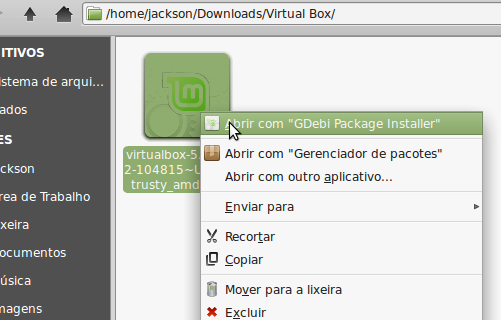 /home/jackson/Downloads/Virtual Box/
ITIVOS
istema de arqui...
ados
ES
ckson
rea de Trabalho
xeira
ocumentos
úsica
magens
virtualbox-5
2-104815~U
trusty_amd
Abrir com "GDebi Package Installer"
Abrir com "Gerenciador de pacotes"
Abrir com outro aplicativo...
Enviar para
Recortar
Copiar
Mover para a lixeira
Excluir